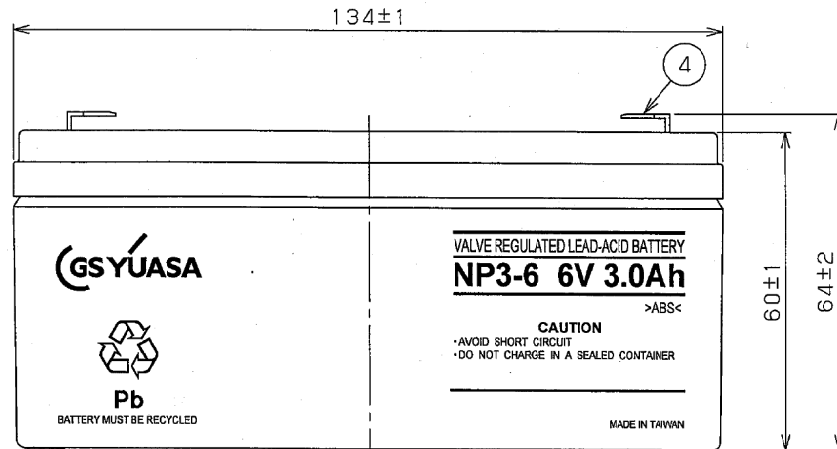 134±1
4
GS YUASA
VALVE REGULATED LEAD-ACID BATTERY
NP3-6 6V 3.0Ah
>ABS<
CAUTION
・AVOID SHORT CIRCUIT
・DO NOT CHARGE IN A SEALED CONTAINER
Pb
BATTERY MUST BE RECYCLED
MADE IN TAIWAN
60±1
64±2